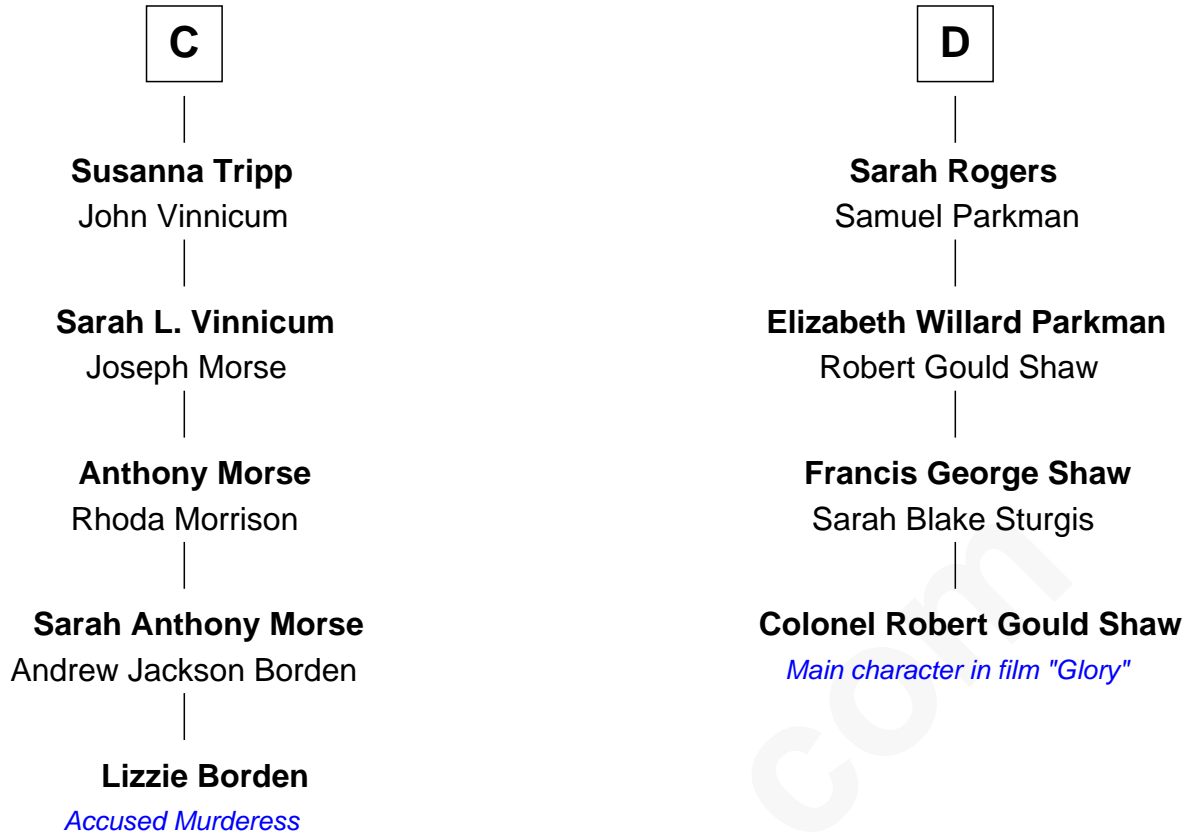 C
Susanna Tripp
John Vinnicum
Sarah L. Vinnicum
Joseph Morse
Anthony Morse
Rhoda Morrison
Sarah Anthony Morse
Andrew Jackson Borden
Lizzie Borden
Accused Murderess
D
Sarah Rogers
Samuel Parkman
Elizabeth Willard Parkman
Robert Gould Shaw
Francis George Shaw
Sarah Blake Sturgis
Colonel Robert Gould Shaw
Main character in film "Glory"
com